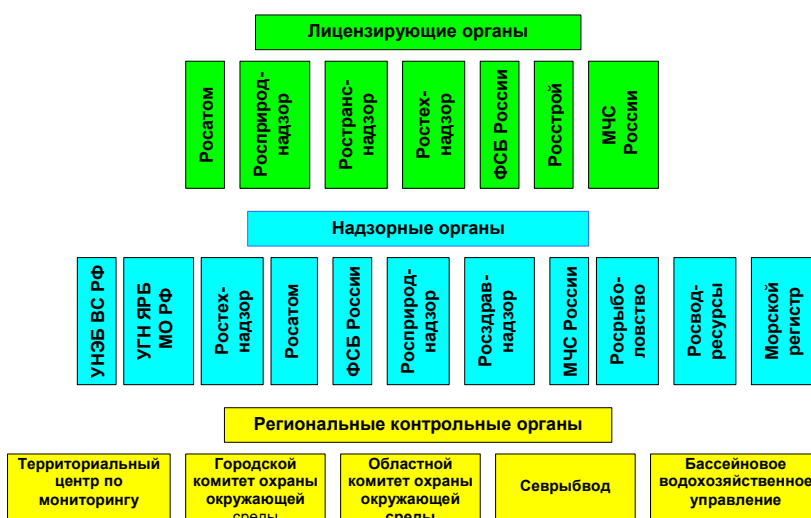 Лицензирующие органы
Росатом
Росприрод-
надзор
Ространс-
надзор
Ростех-
надзор
ФСБ России
Росстрой
МЧС
России
Надзорные органы
УНЭБ ВС РФ
УГН ЯРБ
МО РФ
Ростех-
надзор
Росатом
ФСБ России
Росприрод-
надзор
Росздрав-
надзор
МЧС России
Росрыбо-
ловство
Росвод-
ресурсы
Морской
регистр
Региональные контрольные органы
Территориальный
центр по
мониторингу
Городской
комитет охраны
окружающей
среды
Областной
комитет охраны
окружающей
среды
Севрыбвод
Бассейновое
водохозяйственное
управление